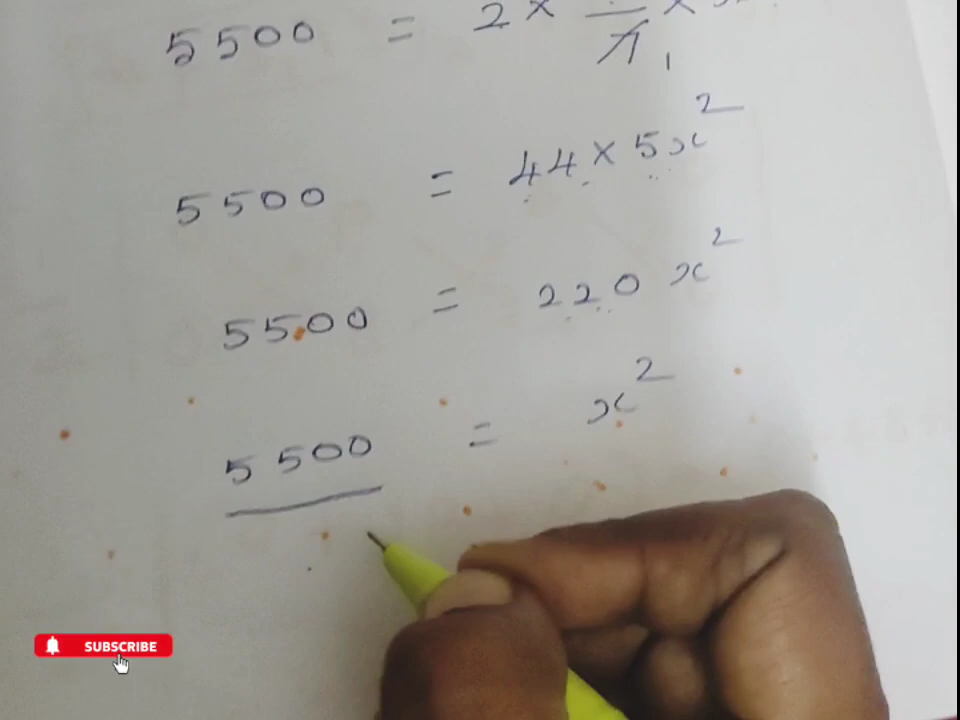 5500 = 2 ×
5500 = 44 × 5x²
5500 = 220 x²
5500 = x²
SUBSCRIBE